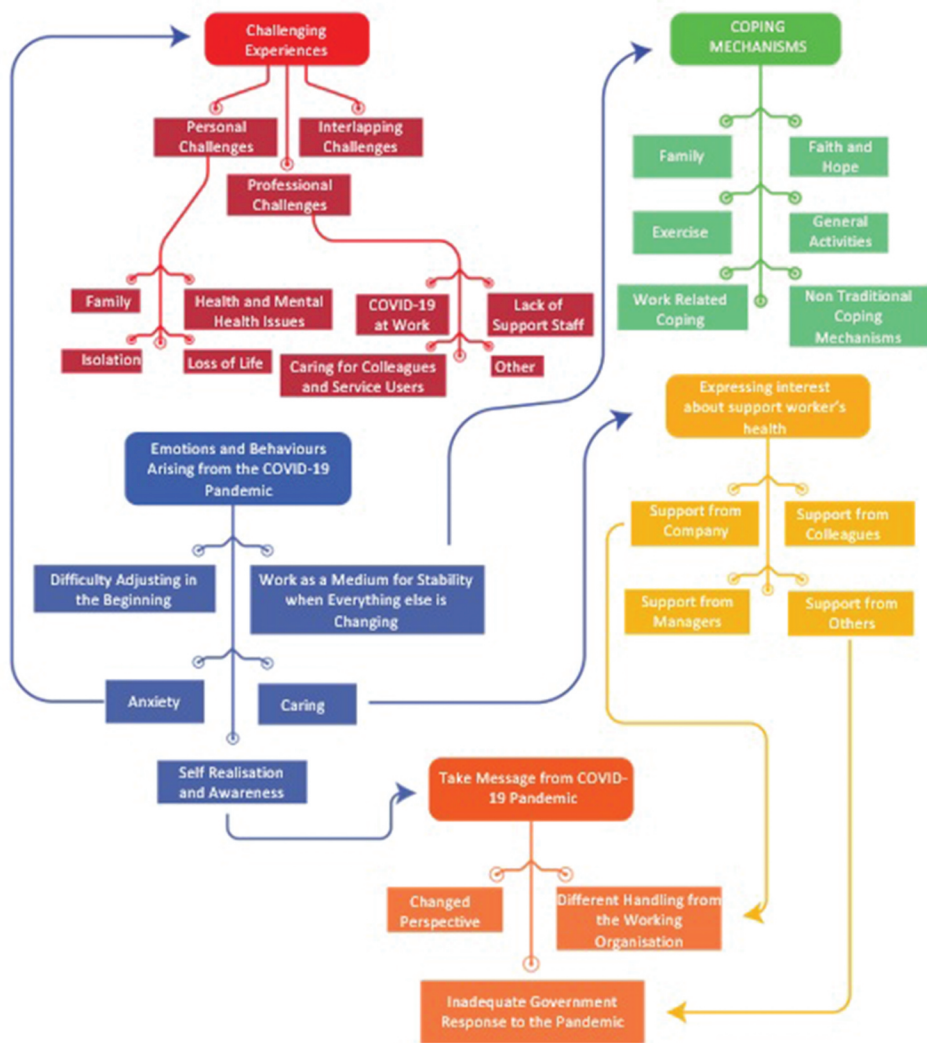 Challenging
Experiences
Personal
Challenges
Interlapping
Challenges
Professional
Challenges
Family
Health and Mental
Health Issues
Isolation
Loss of Life
COVID-19
at Work
Lack of
Support Staff
Caring for Colleagues
and Service Users
Other
COPING
MECHANISMS
Family
Faith and
Hope
Exercise
General
Activities
Work Related
Coping
Non Traditional
Coping
Mechanisms
Expressing interest
about support worker's
health
Support from
Company
Support from
Colleagues
Support from
Managers
Support from
Others
Emotions and Behaviours
Arising from the COVID-19
Pandemic
Difficulty Adjusting in
the Beginning
Work as a Medium for Stability
when Everything else is
Changing
Anxiety
Caring
Self Realisation
and Awareness
Take Message from COVID-
19 Pandemic
Changed
Perspective
Different Handling from
the Working
Organisation
Inadequate Government
Response to the Pandemic